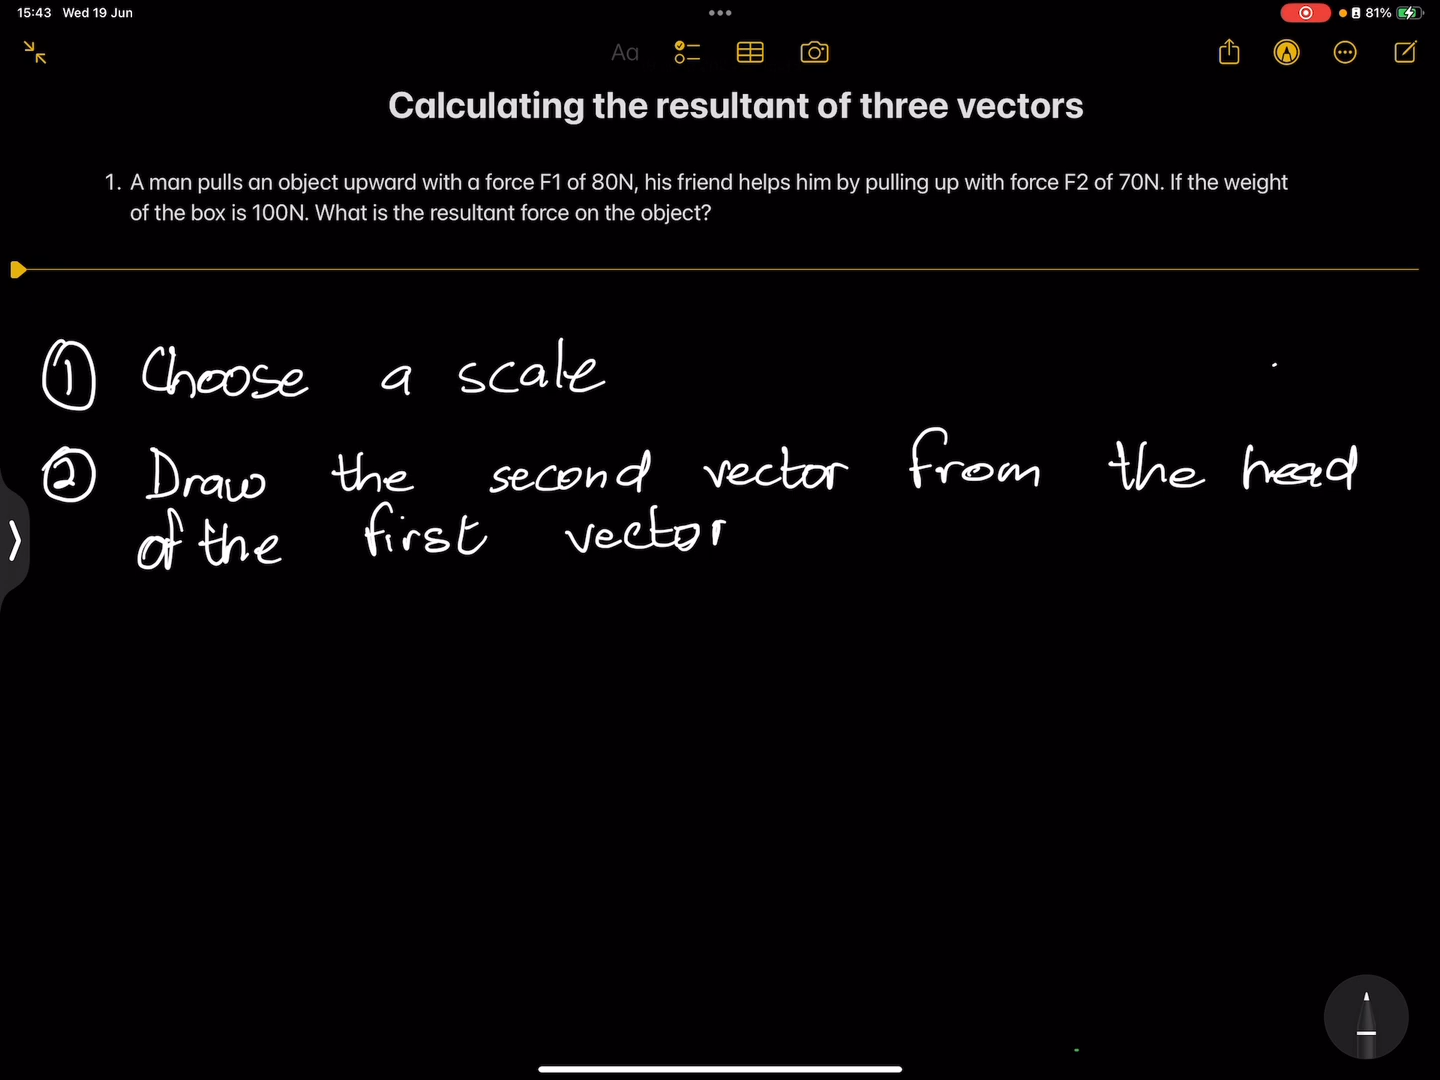 15:43 Wed 19 Jun
81%
Aa
Calculating the resultant of three vectors
1. A man pulls an object upward with a force F1 of 80N, his friend helps him by pulling up with force F2 of 70N. If the weight
of the box is 100N. What is the resultant force on the object?
① Choose a scale
② Draw the second vector from the head
of the first vector